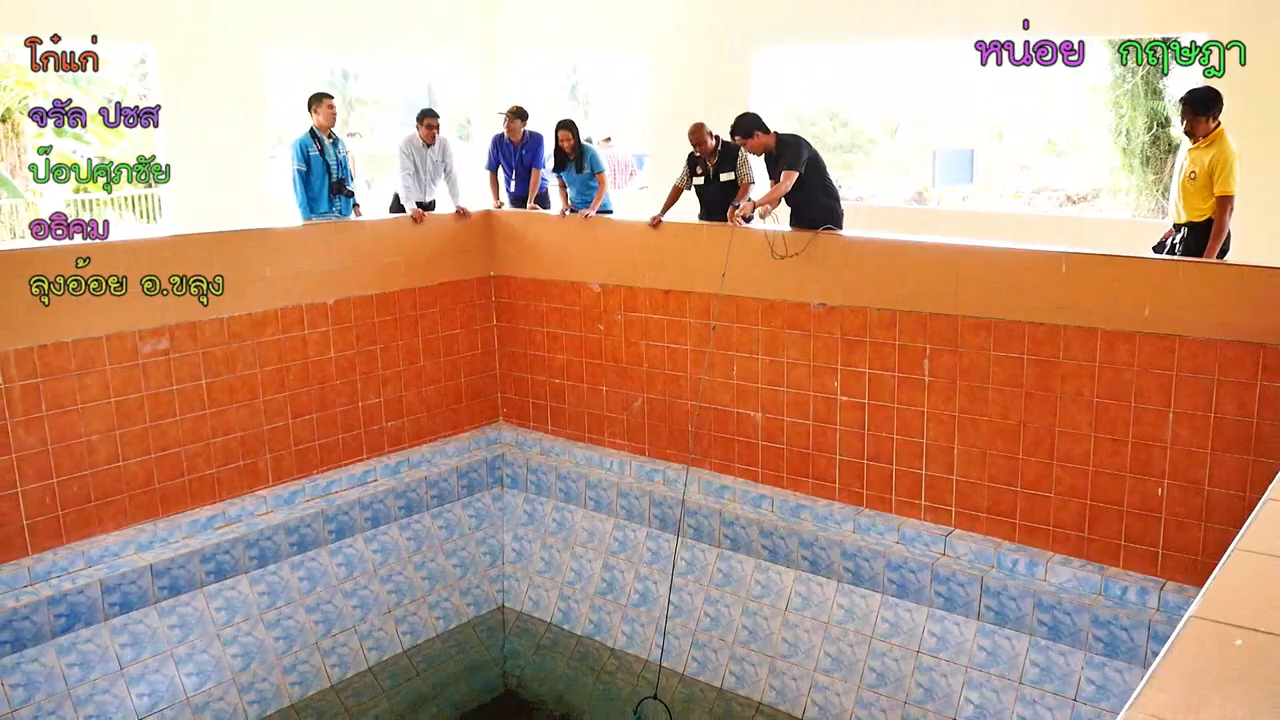 โก๋แก่
จรัล ปชส
ป๊อปศุภชัย
อธิคม
ลุงอ้อย อ.ขลุง
หน่อย กฤษฎา